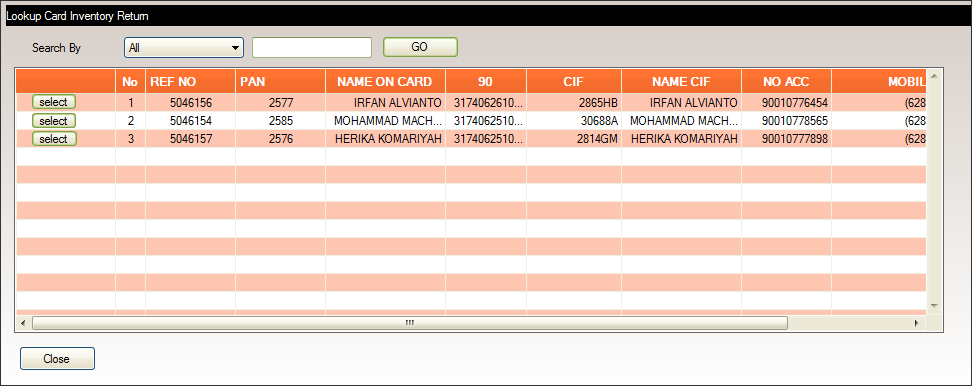 Lookup Card Inventory Return
Search By All GO
No REF NO PAN NAME ON CARD 90 CIF NAME CIF NO ACC MOBIL
select 1 5046156 2577 IRFAN ALVIANTO 3174062610... 2865HB IRFAN ALVIANTO 90010776454 (628
select 2 5046154 2585 MOHAMMAD MACH... 3174062510... 30688A MOHAMMAD MACH... 90010778565 (628
select 3 5046157 2576 HERIKA KOMARIYAH 3174062510... 2814GM HERIKA KOMARIYAH 90010777898 (628
Close